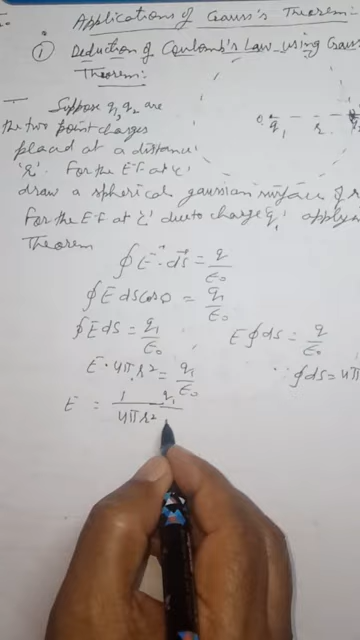 Applications of Gauss's Theorem:
① Deduction of Coulomb's Law using Gauss
Theorem:
Suppose q₁, q₂ are
the two point charges
placed at a distance
'r'. For the E.F at 'r'
draw a spherical gaussian surface of r
For the E.F at 'r' due to charge q₁'
Theorem
q₁ r
∮E⃗·ds⃗ = q/ε₀
∮E ds cosθ = q₁/ε₀
∮E ds = q₁/ε₀ E∮ds = q/ε₀
E·4π.r² = q₁/ε₀ ∵ ∮ds = 4π
E = 1/4πr² q₁